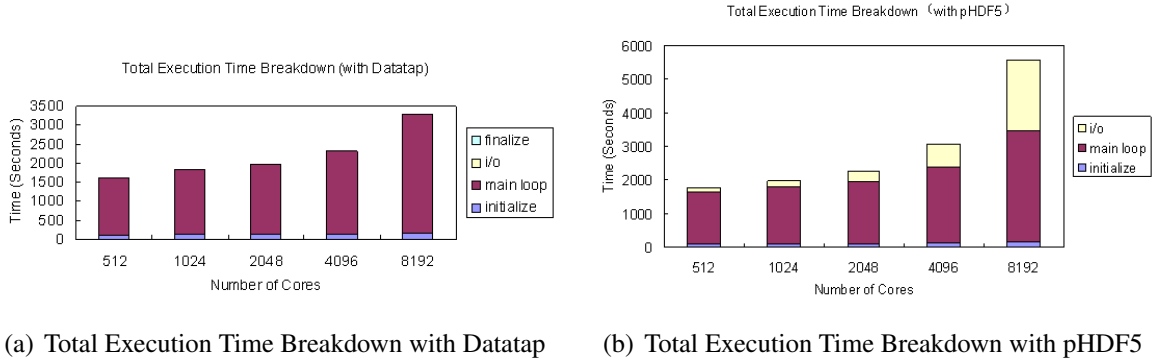 Total Execution Time Breakdown (with Datatap)
3500
3000
2500
2000
1500
1000
500
0
Time (Seconds)
512 1024 2048 4096 8192
Number of Cores
finalize
i/o
main loop
initialize
(a) Total Execution Time Breakdown with Datatap
Total Execution Time Breakdown (with pHDF5)
6000
5000
4000
3000
2000
1000
0
Time (Seconds)
512 1024 2048 4096 8192
Number of Cores
i/o
main loop
initialize
(b) Total Execution Time Breakdown with pHDF5